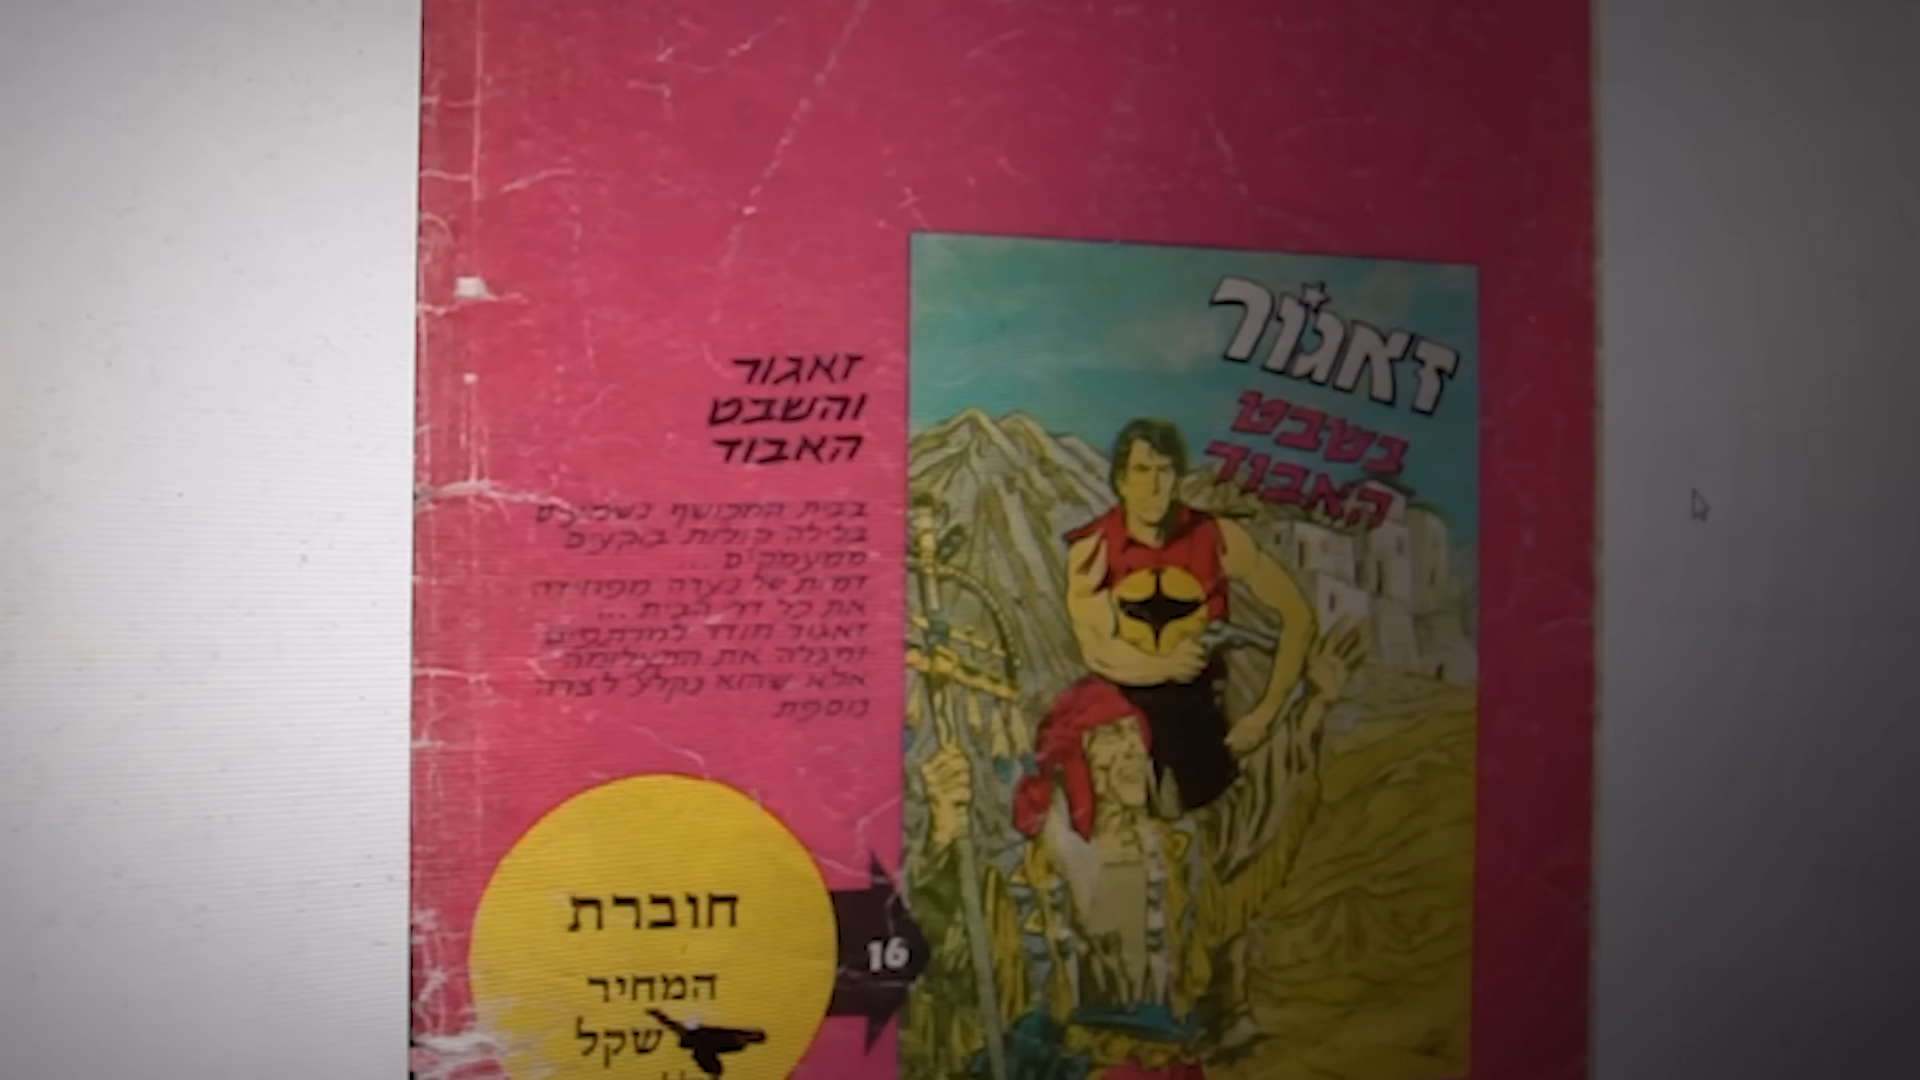 זאגור
והשבט
האבוד
בבית המכושף נשמעים
בלילה קולות בוקעים
ממעמקים ...
דמות של נערה מפחידה
את כל דרי הבית ...
זאגור חודר למרתפים
ומגלה את התעלומה
אלא שהוא נקלע לצרה
נוספת
זאגור
בשבט
האבוד
חוברת
16
המחיר
שקל